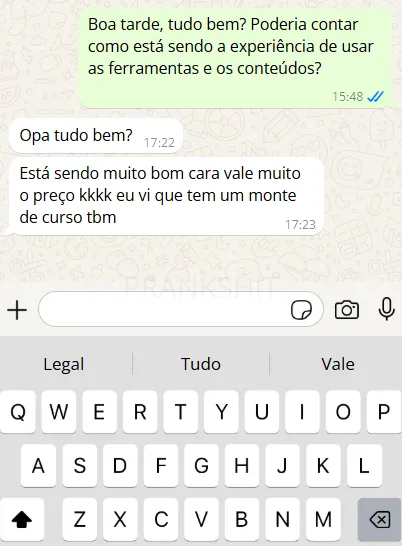 Boa tarde, tudo bem? Poderia contar
como está sendo a experiência de usar
as ferramentas e os conteúdos?
15:48
Opa tudo bem?
17:22
Está sendo muito bom cara vale muito
o preço kkkk eu vi que tem um monte
de curso tbm
17:23
PRANKSHIT
Legal Tudo Vale
Q W E R T Y U I O P
A S D F G H J K L
Z X C V B N M